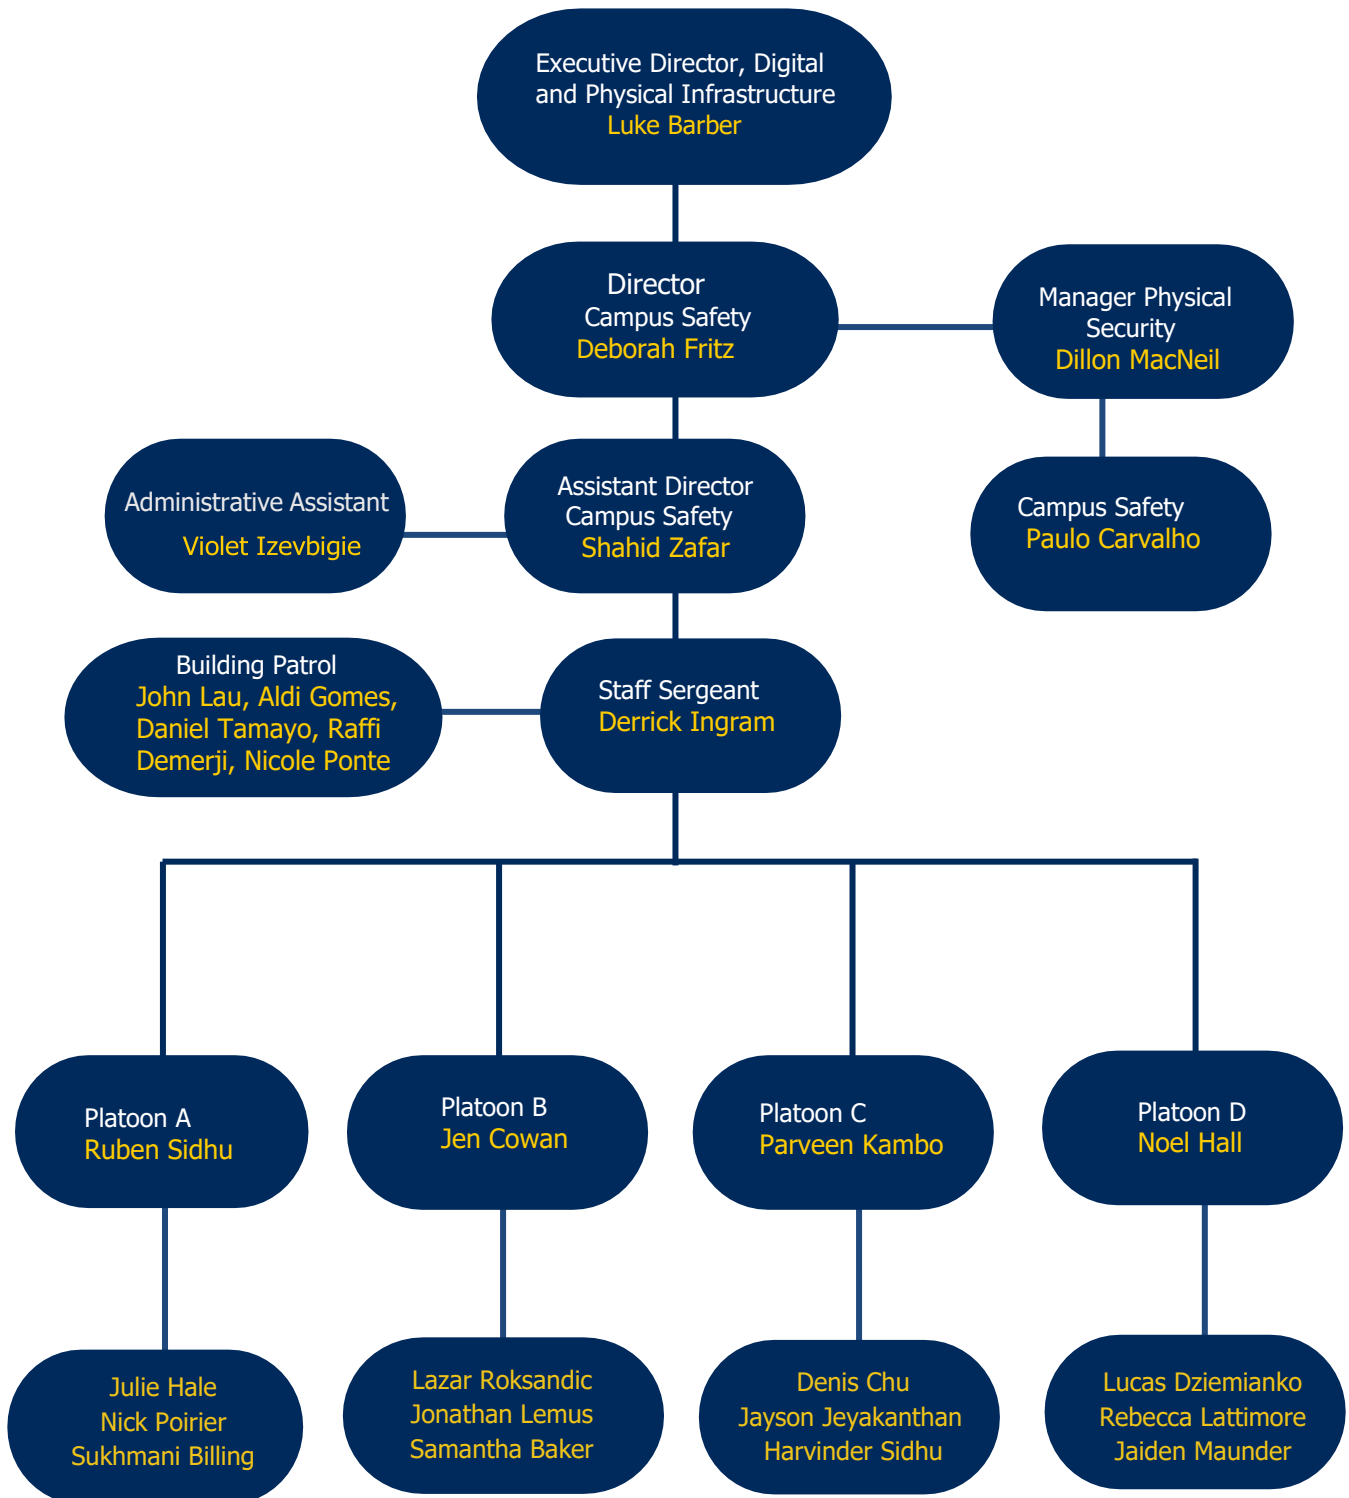 Executive Director, Digital
and Physical Infrastructure
Luke Barber
Director
Campus Safety
Deborah Fritz
Manager Physical
Security
Dillon MacNeil
Administrative Assistant
Violet Izevbigie
Assistant Director
Campus Safety
Shahid Zafar
Campus Safety
Paulo Carvalho
Building Patrol
John Lau, Aldi Gomes,
Daniel Tamayo, Raffi
Demerji, Nicole Ponte
Staff Sergeant
Derrick Ingram
Platoon A
Ruben Sidhu
Platoon B
Jen Cowan
Platoon C
Parveen Kambo
Platoon D
Noel Hall
Julie Hale
Nick Poirier
Sukhmani Billing
Lazar Roksandic
Jonathan Lemus
Samantha Baker
Denis Chu
Jayson Jeyakanthan
Harvinder Sidhu
Lucas Dziemianko
Rebecca Lattimore
Jaiden Maunder